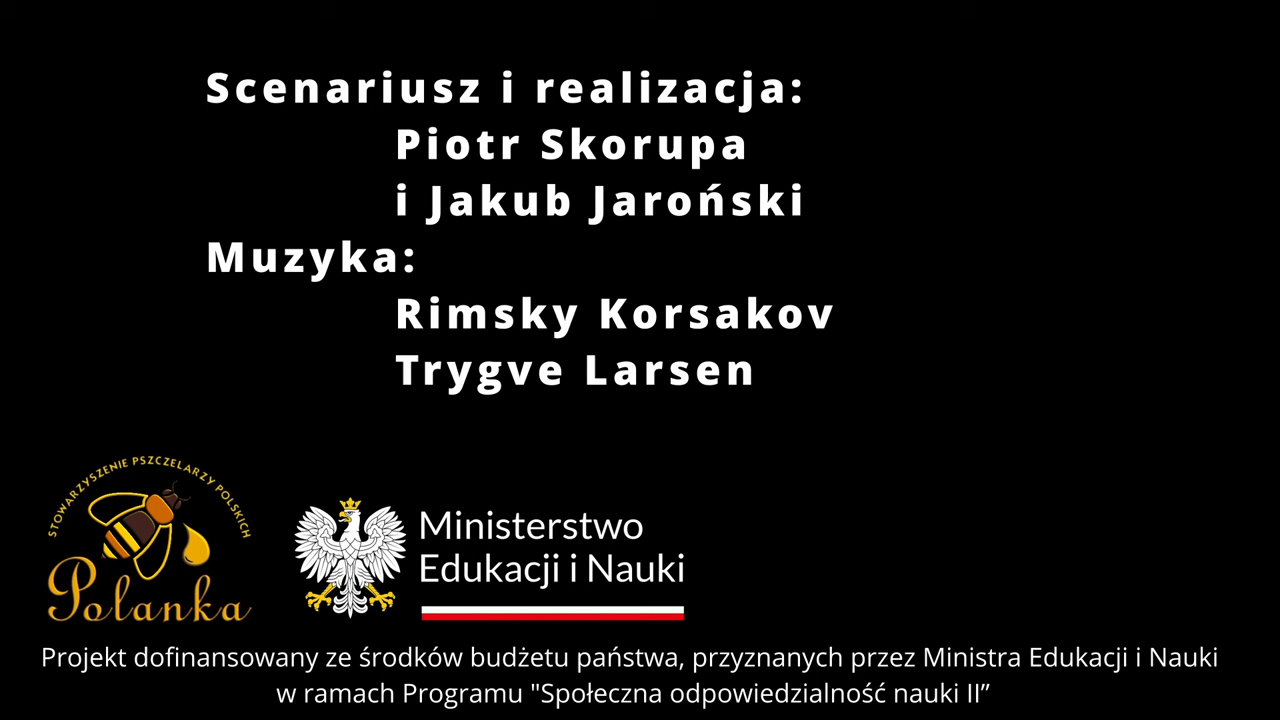 Scenariusz i realizacja:
Piotr Skorupa
i Jakub Jaroński
Muzyka:
Rimsky Korsakov
Trygve Larsen
STOWARZYSZENIE PSZCZELARZY POLSKICH
Polanka
Ministerstwo
Edukacji i Nauki
Projekt dofinansowany ze środków budżetu państwa, przyznanych przez Ministra Edukacji i Nauki
w ramach Programu "Społeczna odpowiedzialność nauki II”